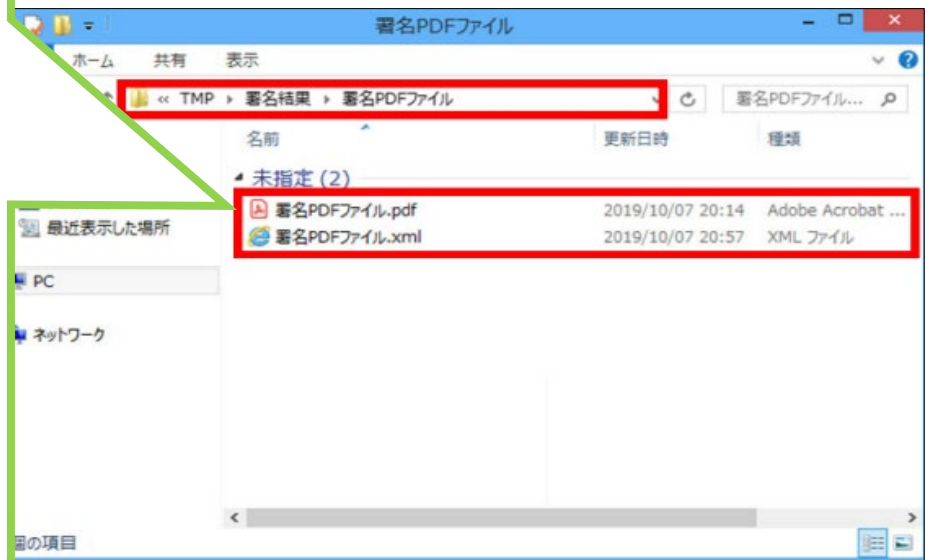 署名PDFファイル
ホーム 共有 表示
« TMP 署名結果 署名PDFファイル 署名PDFファイル...
名前 更新日時 種類
未指定 (2)
署名PDFファイル.pdf 2019/10/07 20:14 Adobe Acrobat ...
最近表示した場所
署名PDFファイル.xml 2019/10/07 20:57 XML ファイル
PC
ネットワーク
の項目